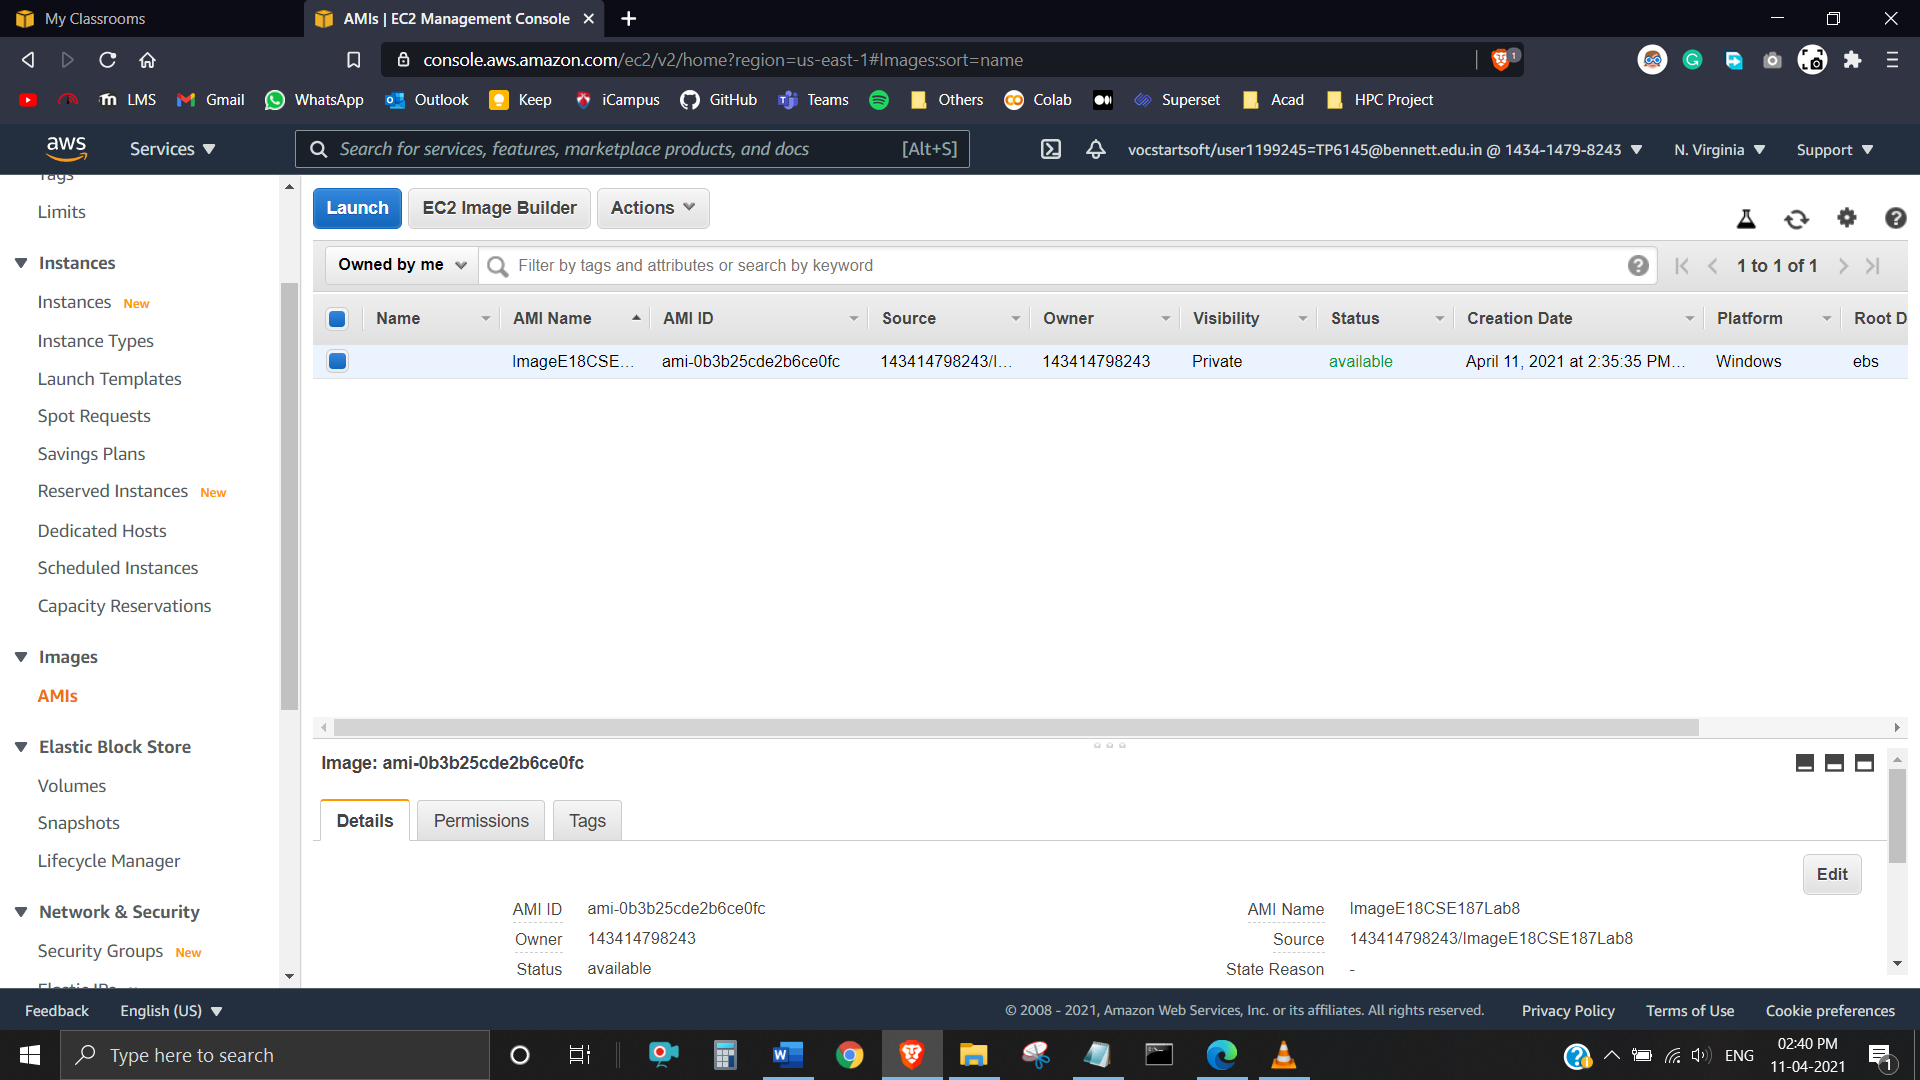 My Classrooms
AMIs | EC2 Management Console
console.aws.amazon.com/ec2/v2/home?region=us-east-1#Images:sort=name
1
LMS
Gmail
WhatsApp
Outlook
Keep
iCampus
GitHub
Teams
Others
Colab
Superset
Acad
HPC Project
aws
Services
Search for services, features, marketplace products, and docs
[Alt+S]
vocstartsoft/user1199245=TP6145@bennett.edu.in @ 1434-1479-8243
N. Virginia
Support
Tags
Limits
Instances
Instances New
Instance Types
Launch Templates
Spot Requests
Savings Plans
Reserved Instances New
Dedicated Hosts
Scheduled Instances
Capacity Reservations
Images
AMIs
Elastic Block Store
Volumes
Snapshots
Lifecycle Manager
Network & Security
Security Groups New
Launch
EC2 Image Builder
Actions
Owned by me
Filter by tags and attributes or search by keyword
1 to 1 of 1
Name AMI Name AMI ID Source Owner Visibility Status Creation Date Platform Root D
ImageE18CSE... ami-0b3b25cde2b6ce0fc 143414798243/I... 143414798243 Private available April 11, 2021 at 2:35:35 PM... Windows ebs
Image: ami-0b3b25cde2b6ce0fc
Details
Permissions
Tags
Edit
AMI ID ami-0b3b25cde2b6ce0fc
AMI Name ImageE18CSE187Lab8
Owner 143414798243
Source 143414798243/ImageE18CSE187Lab8
Status available
State Reason -
Feedback
English (US)
© 2008 - 2021, Amazon Web Services, Inc. or its affiliates. All rights reserved.
Privacy Policy
Terms of Use
Cookie preferences
Type here to search
ENG
02:40 PM
11-04-2021
1